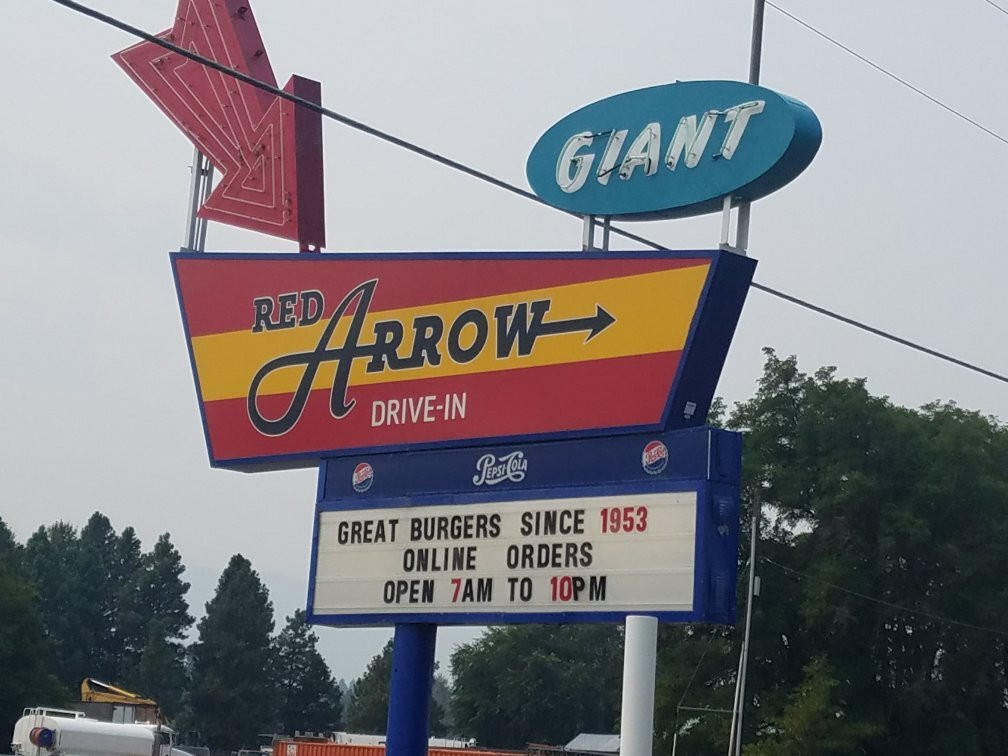 GIANT
RED ARROW
DRIVE-IN
PEPSI-COLA
GREAT BURGERS SINCE 1953
ONLINE ORDERS
OPEN 7AM TO 10PM